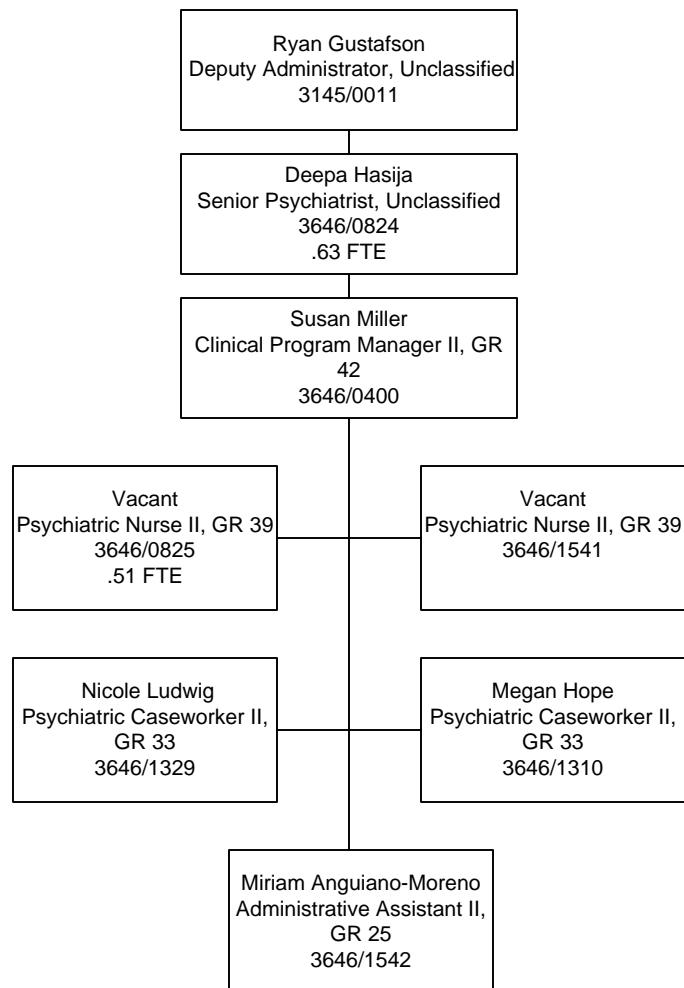 Ryan Gustafson
Deputy Administrator, Unclassified
3145/0011
Deepa Hasija
Senior Psychiatrist, Unclassified
3646/0824
.63 FTE
Susan Miller
Clinical Program Manager II, GR
42
3646/0400
Vacant
Psychiatric Nurse II, GR 39
3646/0825
.51 FTE
Vacant
Psychiatric Nurse II, GR 39
3646/1541
Nicole Ludwig
Psychiatric Caseworker II,
GR 33
3646/1329
Megan Hope
Psychiatric Caseworker II,
GR 33
3646/1310
Miriam Anguiano-Moreno
Administrative Assistant II,
GR 25
3646/1542